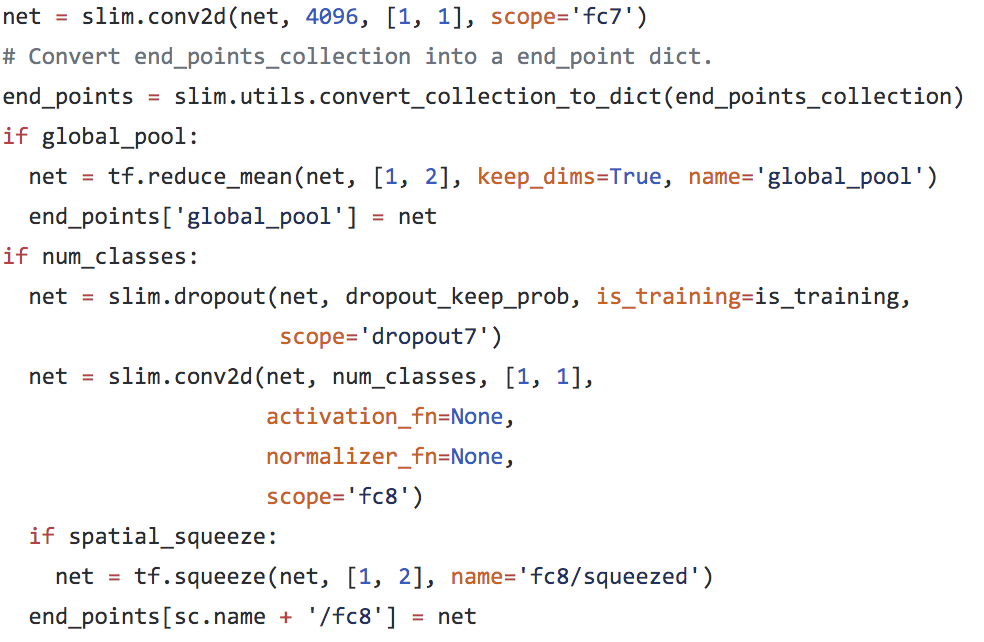 net = slim.conv2d(net, 4096, [1, 1], scope='fc7')
# Convert end_points_collection into a end_point dict.
end_points = slim.utils.convert_collection_to_dict(end_points_collection)
if global_pool:
  net = tf.reduce_mean(net, [1, 2], keep_dims=True, name='global_pool')
  end_points['global_pool'] = net
if num_classes:
  net = slim.dropout(net, dropout_keep_prob, is_training=is_training,
                     scope='dropout7')
  net = slim.conv2d(net, num_classes, [1, 1],
                    activation_fn=None,
                    normalizer_fn=None,
                    scope='fc8')
  if spatial_squeeze:
    net = tf.squeeze(net, [1, 2], name='fc8/squeezed')
  end_points[sc.name + '/fc8'] = net